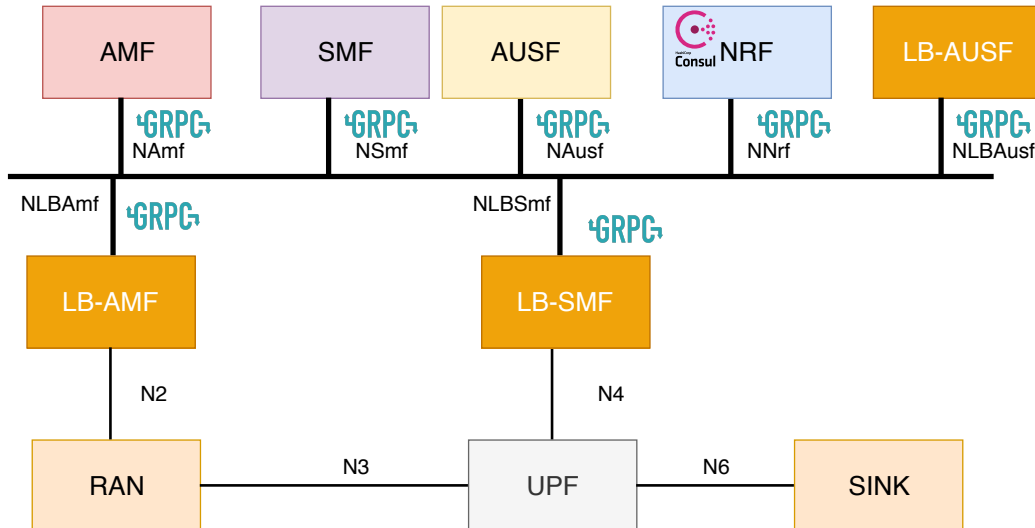 AMF
SMF
AUSF
HashiCorp
Consul
NRF
LB-AUSF
GRPC
GRPC
GRPC
GRPC
GRPC
NAmf
NSmf
NAusf
NNrf
NLBAusf
NLBAmf
GRPC
NLBSmf
GRPC
LB-AMF
LB-SMF
N2
N4
RAN
N3
UPF
N6
SINK